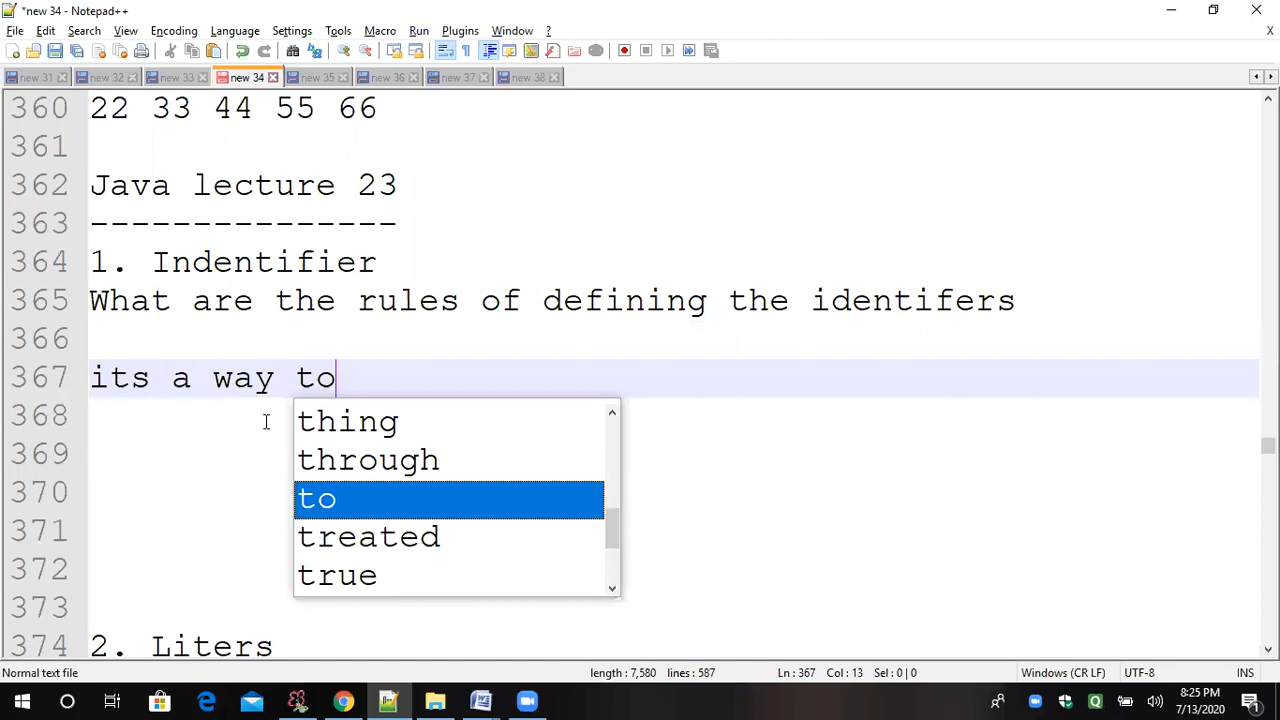 *new 34 - Notepad++
File Edit Search View Encoding Language Settings Tools Macro Run Plugins Window ? X
new 31 new 32 new 33 new 34 new 35 new 36 new 37 new 38
360 22 33 44 55 66
361
362 Java lecture 23
363 ---------------
364 1. Indentifier
365 What are the rules of defining the identifers
366
367 its a way to
368
thing
369
through
370
to
371
treated
372
true
373
374 2. Liters
Normal text file length : 7,580 lines : 587 Ln : 367 Col : 13 Sel : 0 | 0 Windows (CR LF) UTF-8 INS
8:25 PM
7/13/2020